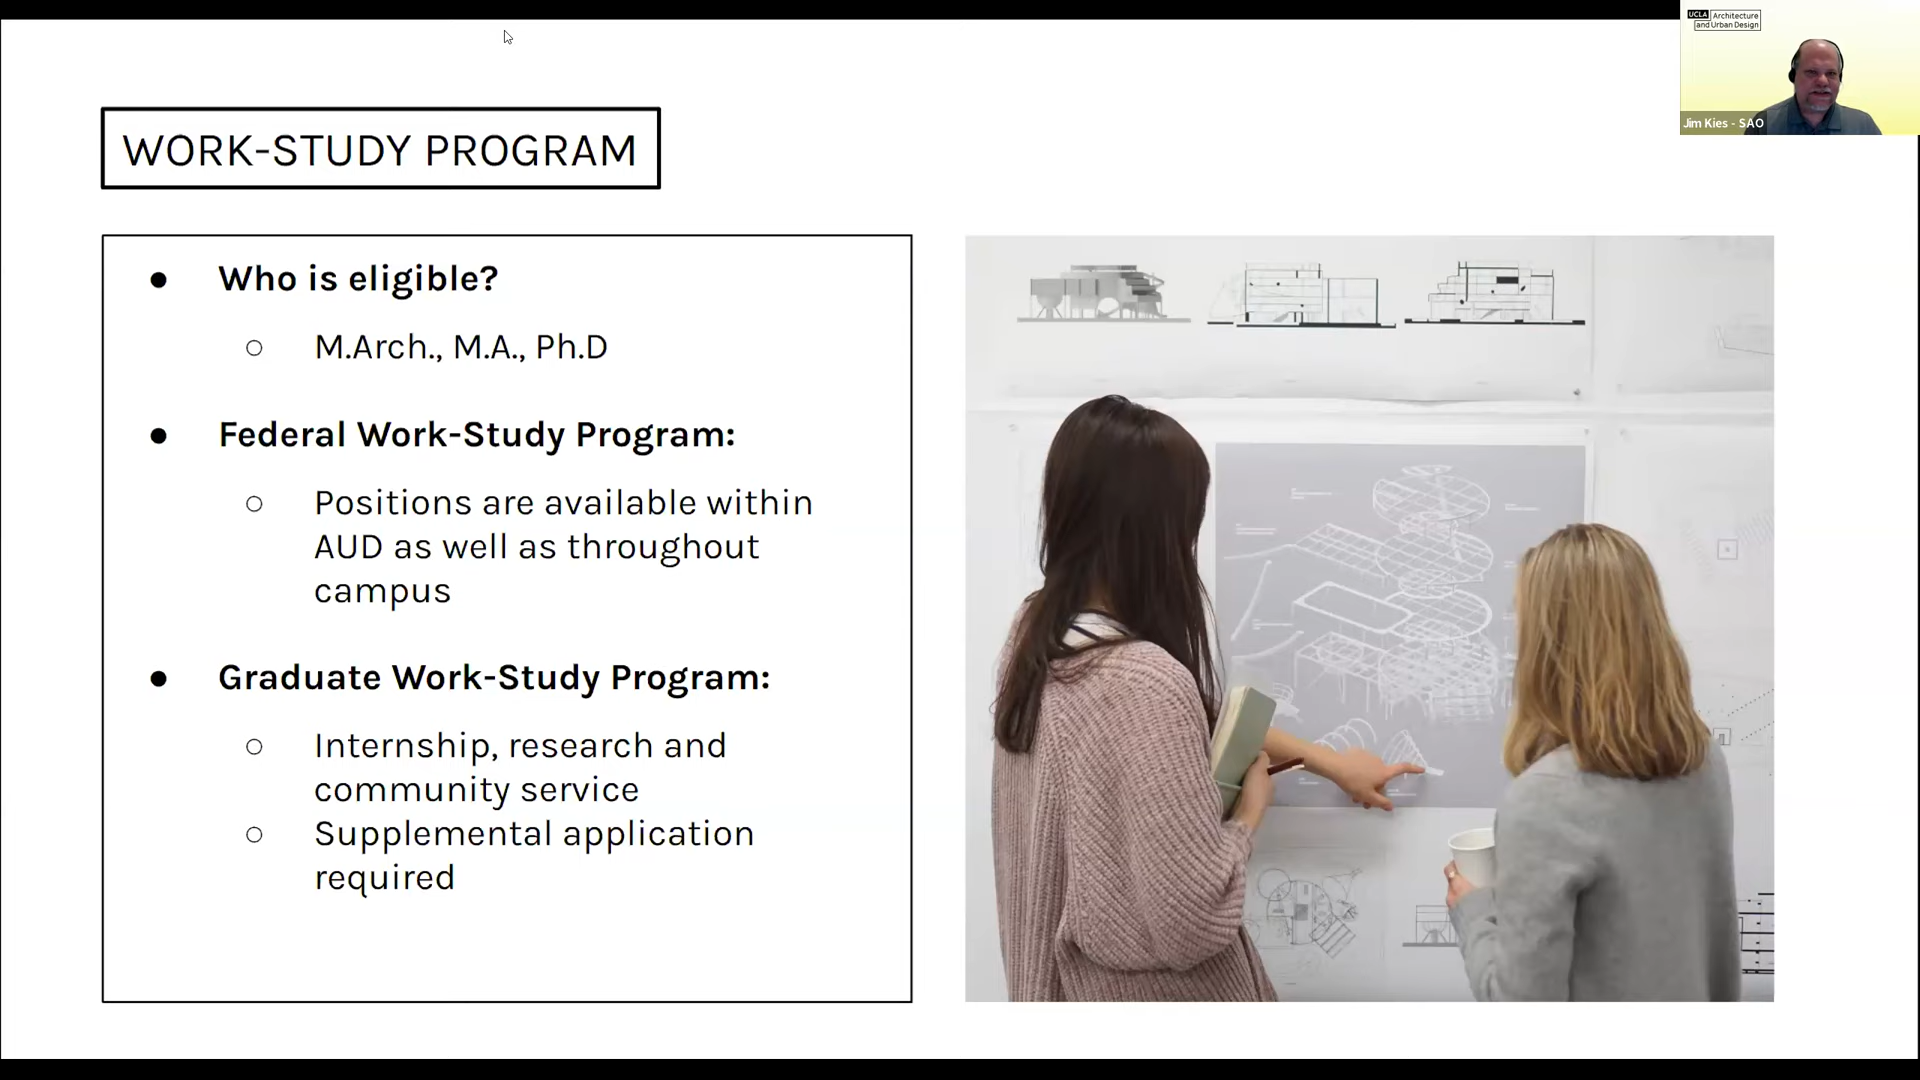 UCLA Architecture
and Urban Design
Jim Kies - SAO
WORK-STUDY PROGRAM
● Who is eligible?
○ M.Arch., M.A., Ph.D
● Federal Work-Study Program:
○ Positions are available within
AUD as well as throughout
campus
● Graduate Work-Study Program:
○ Internship, research and
community service
○ Supplemental application
required